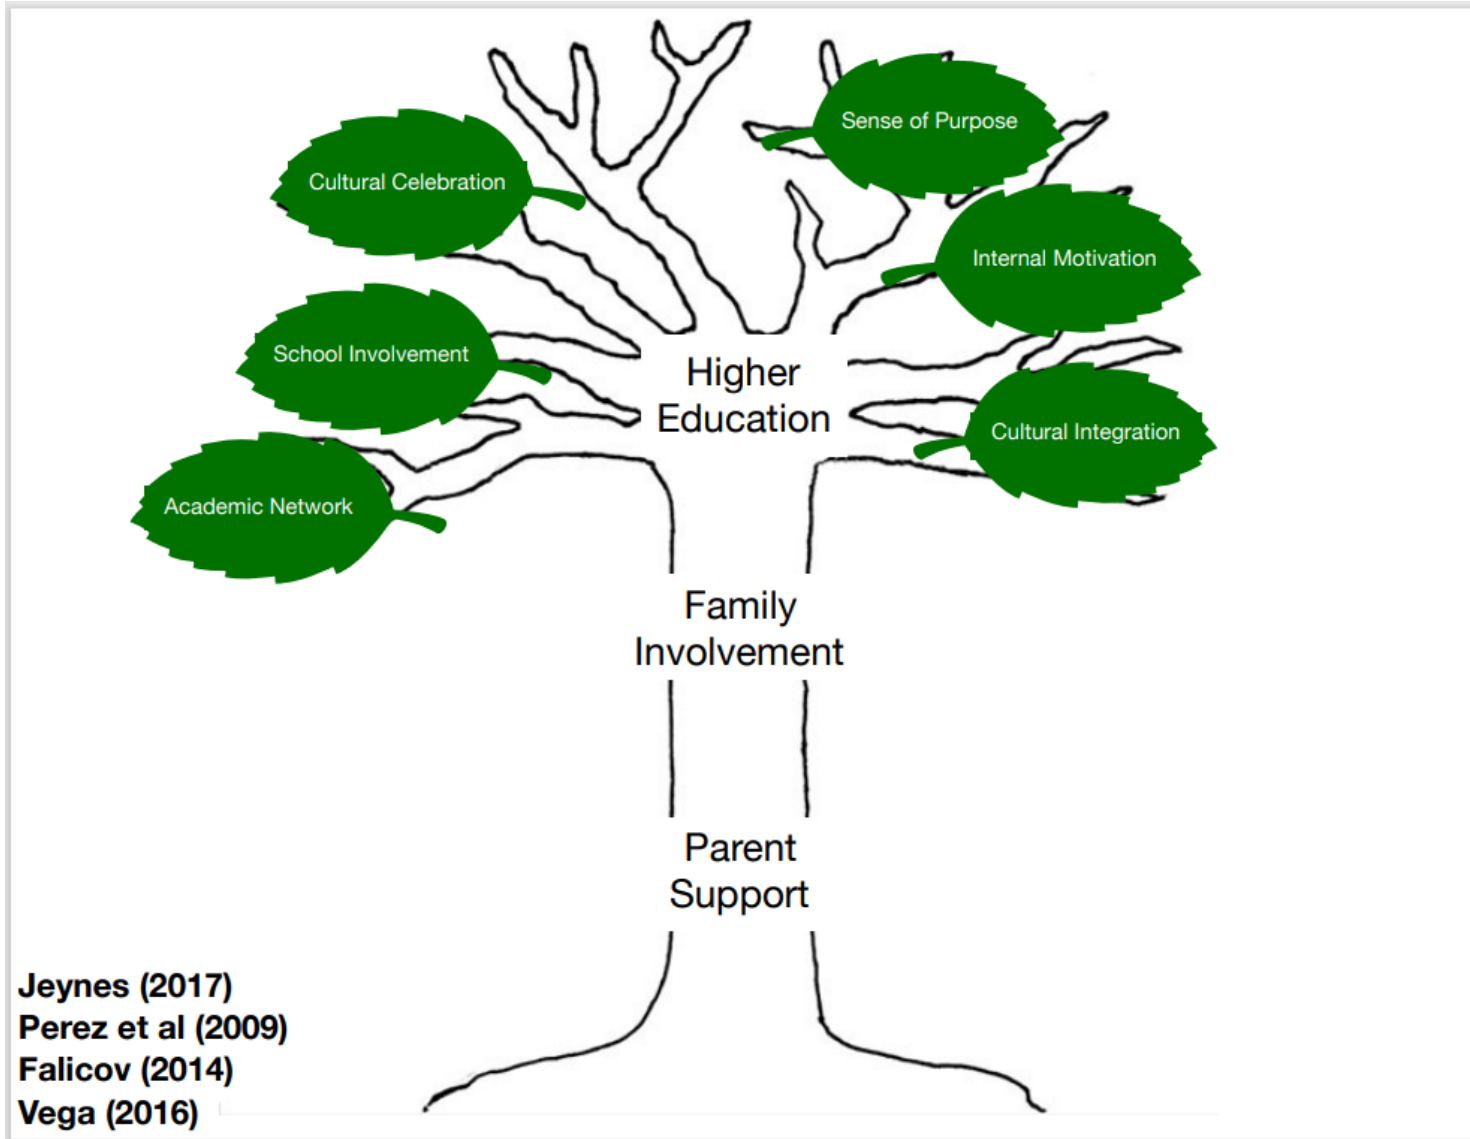 Sense of Purpose
Cultural Celebration
Internal Motivation
School Involvement
Higher
Education
Cultural Integration
Academic Network
Family
Involvement
Parent
Support
Jeynes (2017)
Perez et al (2009)
Falicov (2014)
Vega (2016)